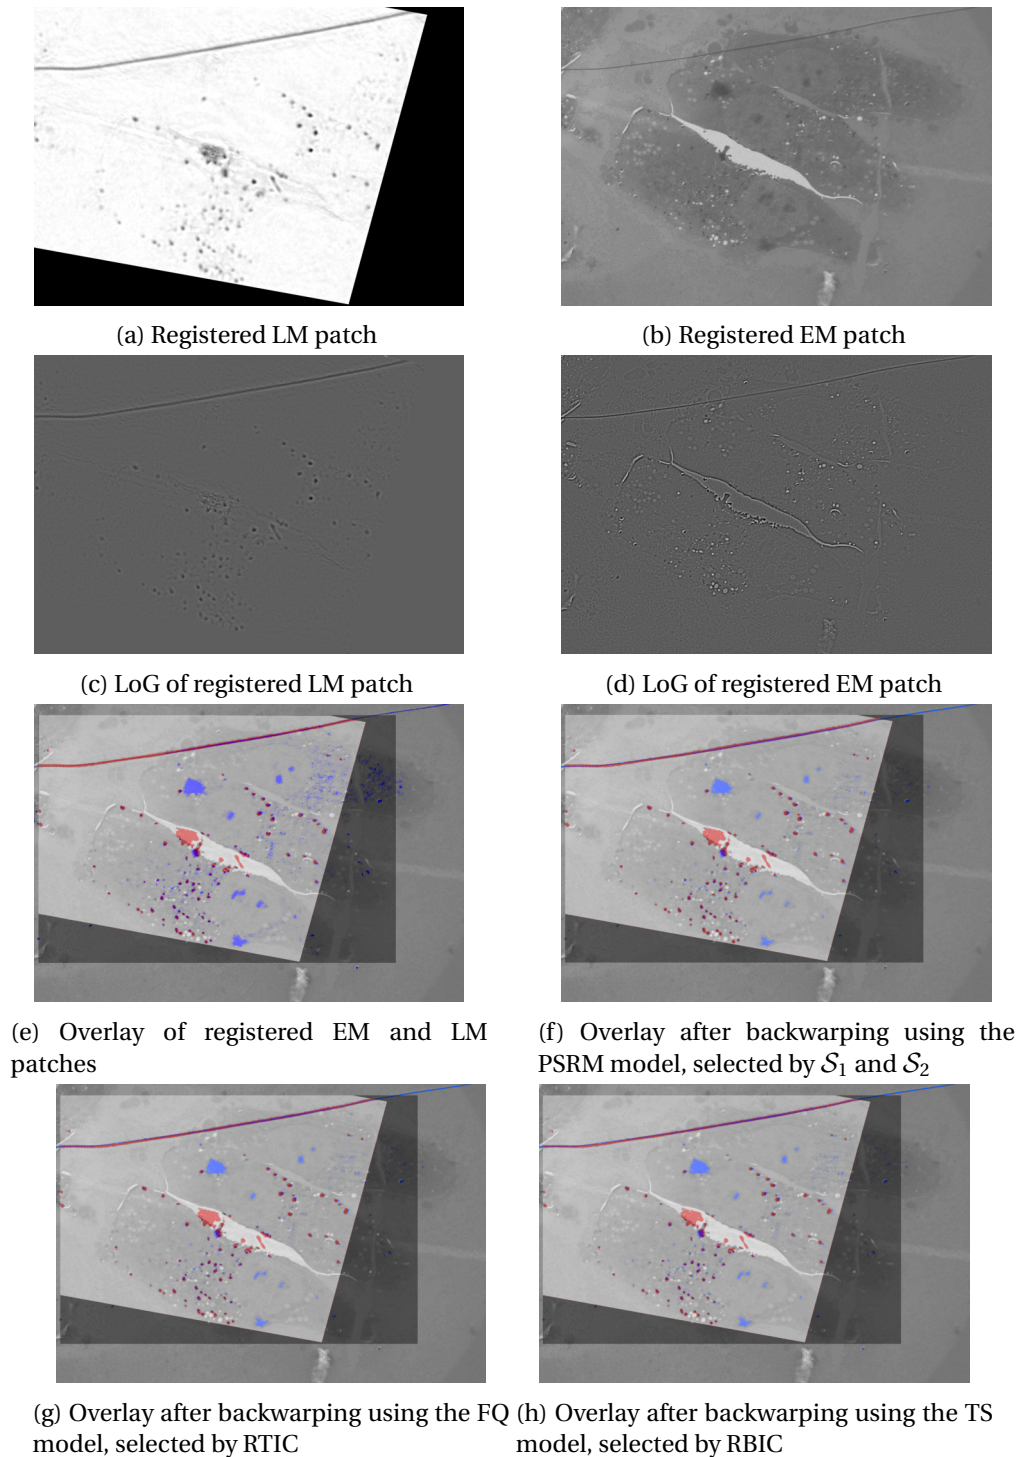 (a) Registered LM patch
(b) Registered EM patch
(c) LoG of registered LM patch
(d) LoG of registered EM patch
(e) Overlay of registered EM and LM
patches
(f) Overlay after backwarping using the
PSRM model, selected by 𝒮₁ and 𝒮₂
(g) Overlay after backwarping using the FQ
model, selected by RTIC
(h) Overlay after backwarping using the TS
model, selected by RBIC